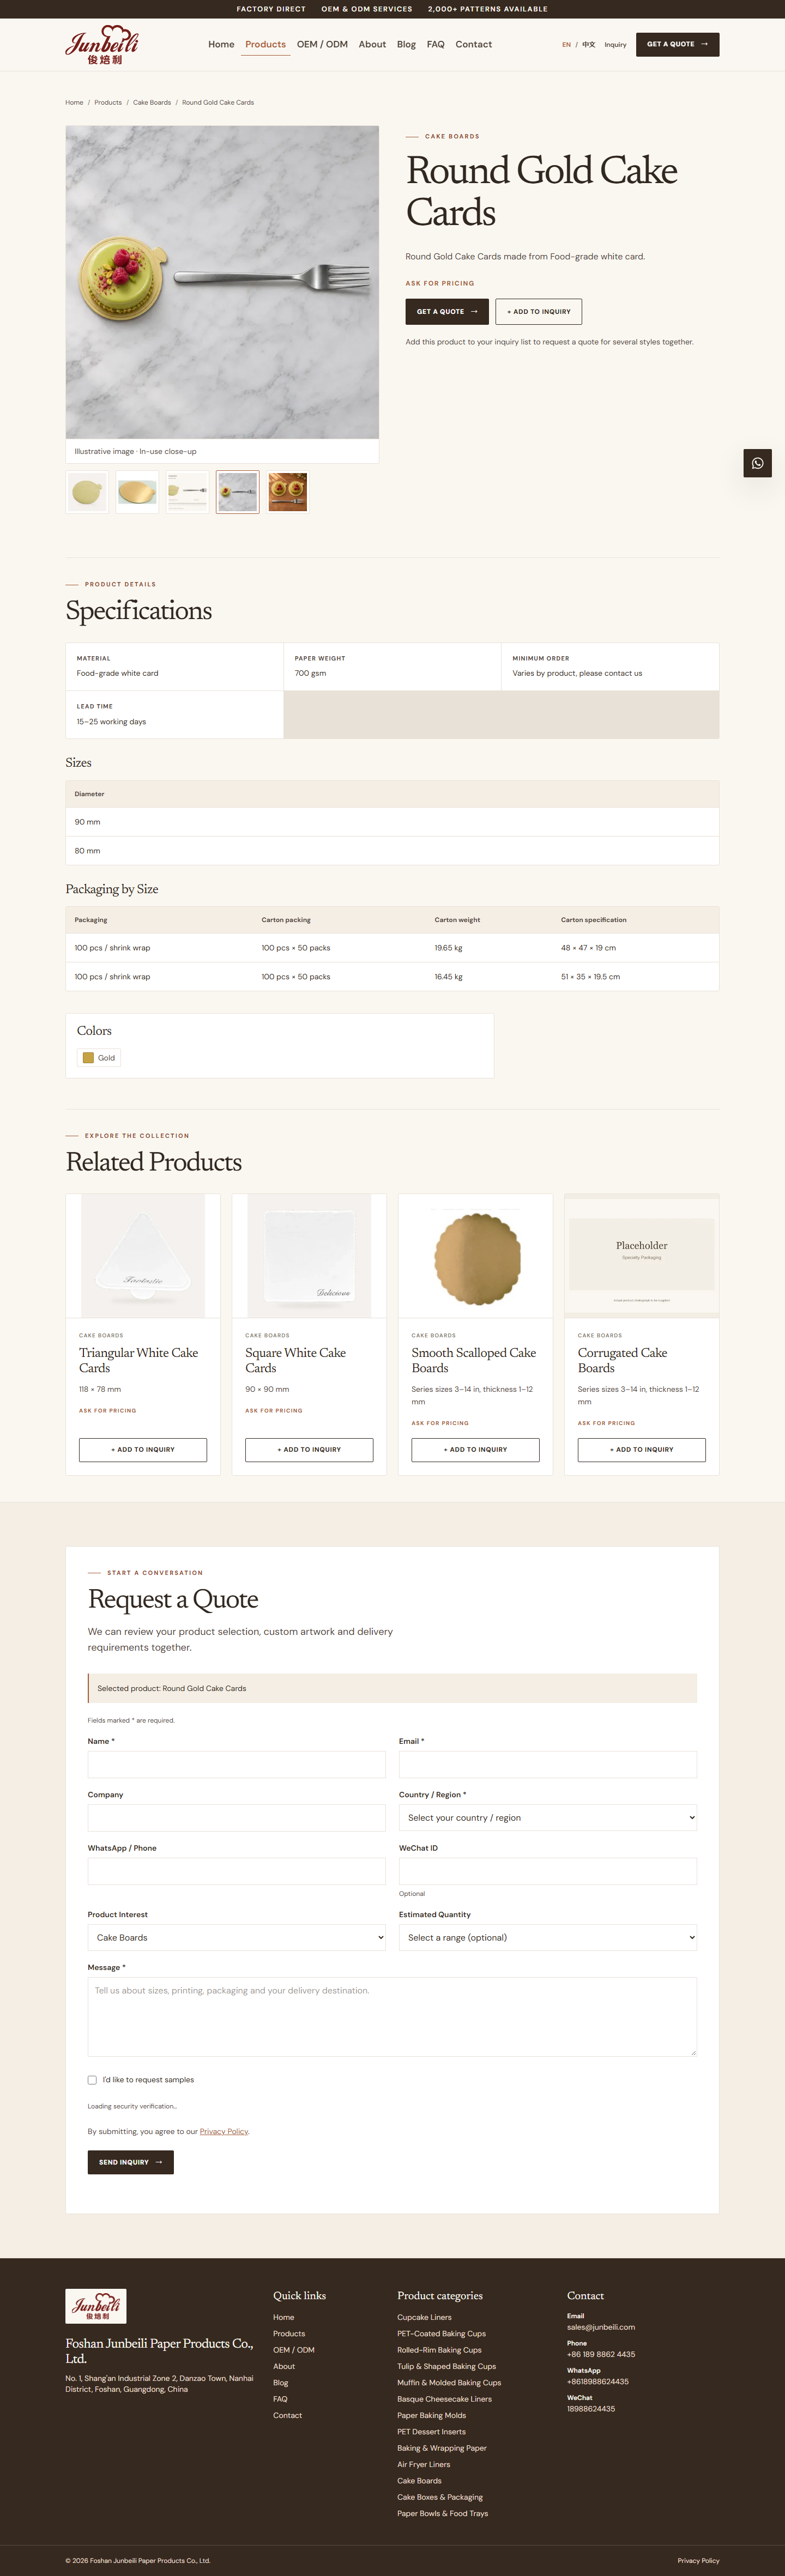 FACTORY DIRECT OEM & ODM SERVICES 2,000+ PATTERNS AVAILABLE
Junbeili
俊焙利
Home Products OEM / ODM About Blog FAQ Contact
EN / 中文 Inquiry GET A QUOTE →
Home / Products / Cake Boards / Round Gold Cake Cards
CAKE BOARDS
Round Gold Cake
Cards
Round Gold Cake Cards made from Food-grade white card.
ASK FOR PRICING
GET A QUOTE → + ADD TO INQUIRY
Add this product to your inquiry list to request a quote for several styles together.
Illustrative image · In-use close-up
PRODUCT DETAILS
Specifications
MATERIAL
Food-grade white card
PAPER WEIGHT
700 gsm
MINIMUM ORDER
Varies by product, please contact us
LEAD TIME
15–25 working days
Sizes
Diameter
90 mm
80 mm
Packaging by Size
Packaging Carton packing Carton weight Carton specification
100 pcs / shrink wrap 100 pcs × 50 packs 19.65 kg 48 × 47 × 19 cm
100 pcs / shrink wrap 100 pcs × 50 packs 16.45 kg 51 × 35 × 19.5 cm
Colors
Gold
EXPLORE THE COLLECTION
Related Products
Fantastic
CAKE BOARDS
Triangular White Cake
Cards
118 × 78 mm
ASK FOR PRICING
+ ADD TO INQUIRY
Delicious
CAKE BOARDS
Square White Cake
Cards
90 × 90 mm
ASK FOR PRICING
+ ADD TO INQUIRY
CAKE BOARDS
Smooth Scalloped Cake
Boards
Series sizes 3–14 in, thickness 1–12
mm
ASK FOR PRICING
+ ADD TO INQUIRY
Placeholder
Specialty Packaging
CAKE BOARDS
Corrugated Cake
Boards
Series sizes 3–14 in, thickness 1–12
mm
ASK FOR PRICING
+ ADD TO INQUIRY
START A CONVERSATION
Request a Quote
We can review your product selection, custom artwork and delivery
requirements together.
Selected product: Round Gold Cake Cards
Fields marked * are required.
Name * Email *
Company Country / Region *
Select your country / region
WhatsApp / Phone WeChat ID
Optional
Product Interest Estimated Quantity
Cake Boards Select a range (optional)
Message *
Tell us about sizes, printing, packaging and your delivery destination.
I'd like to request samples
Loading security verification…
By submitting, you agree to our Privacy Policy.
SEND INQUIRY →
Junbeili
俊焙利
Foshan Junbeili Paper Products Co.,
Ltd.
No. 1, Shang'an Industrial Zone 2, Danzao Town, Nanhai
District, Foshan, Guangdong, China
Quick links
Home
Products
OEM / ODM
About
Blog
FAQ
Contact
Product categories
Cupcake Liners
PET-Coated Baking Cups
Rolled-Rim Baking Cups
Tulip & Shaped Baking Cups
Muffin & Molded Baking Cups
Basque Cheesecake Liners
Paper Baking Molds
PET Dessert Inserts
Baking & Wrapping Paper
Air Fryer Liners
Cake Boards
Cake Boxes & Packaging
Paper Bowls & Food Trays
Contact
Email
sales@junbeili.com
Phone
+86 189 8862 4435
WhatsApp
+8618988624435
WeChat
18988624435
© 2026 Foshan Junbeili Paper Products Co., Ltd.
Privacy Policy